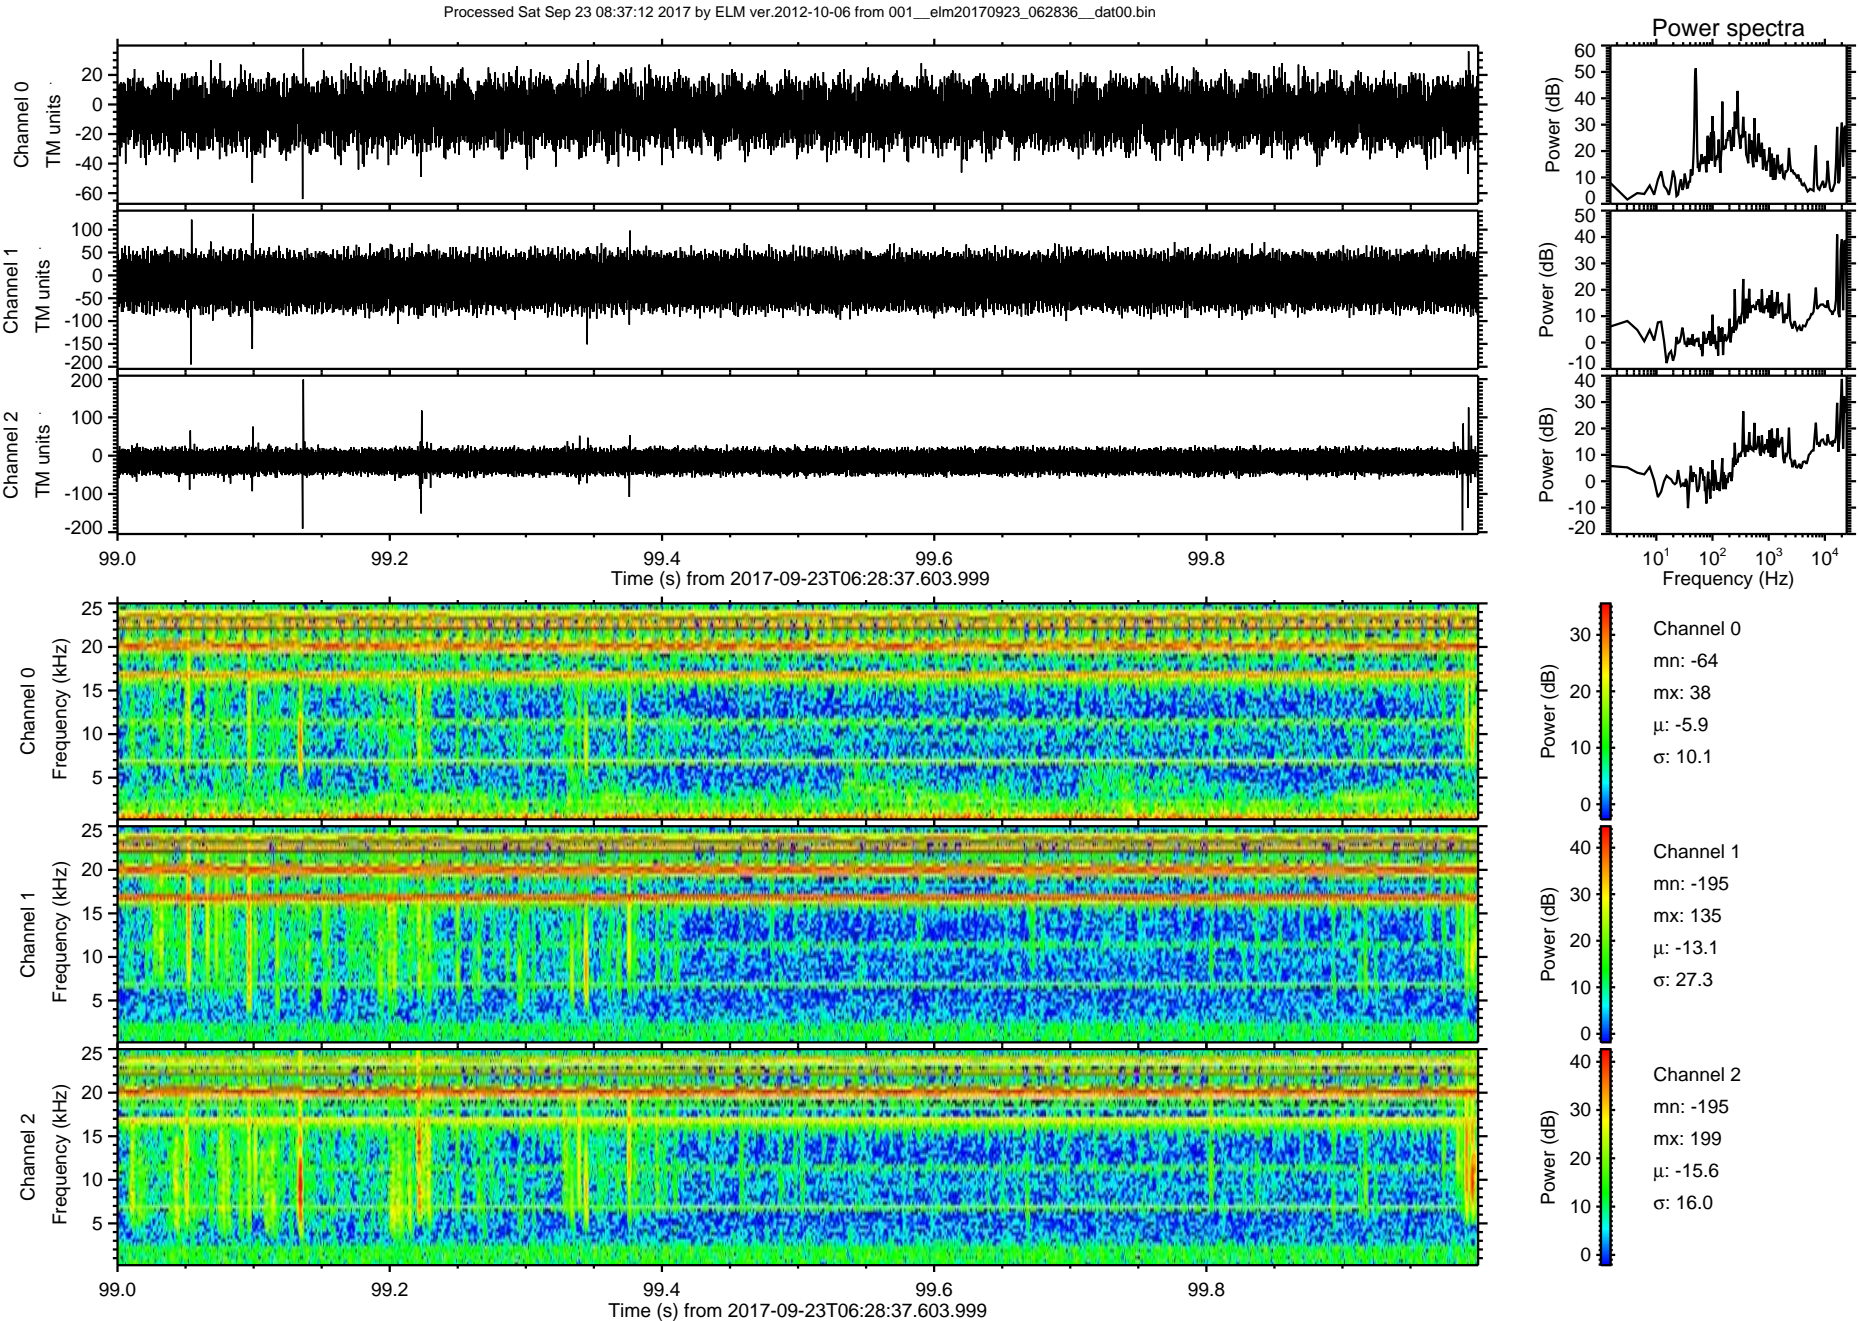 Processed Sat Sep 23 08:37:12 2017 by ELM ver.2012-10-06 from 001__elm20170923_062836__dat00.bin
Power spectra
Channel 0
TM units
20
0
-20
-40
-60
Power (dB)
60
50
40
30
20
10
0
Channel 1
TM units
100
50
0
-50
-100
-150
-200
Power (dB)
50
40
30
20
10
0
-10
Channel 2
TM units
200
100
0
-100
-200
Power (dB)
40
30
20
10
0
-10
-20
99.0 99.2 99.4 99.6 99.8
Time (s) from 2017-09-23T06:28:37.603.999
10^1 10^2 10^3 10^4
Frequency (Hz)
Channel 0
Frequency (kHz)
25
20
15
10
5
Power (dB)
30
20
10
0
Channel 0
mn: -64
mx: 38
μ: -5.9
σ: 10.1
Channel 1
Frequency (kHz)
25
20
15
10
5
Power (dB)
40
30
20
10
0
Channel 1
mn: -195
mx: 135
μ: -13.1
σ: 27.3
Channel 2
Frequency (kHz)
25
20
15
10
5
Power (dB)
40
30
20
10
0
Channel 2
mn: -195
mx: 199
μ: -15.6
σ: 16.0
99.0 99.2 99.4 99.6 99.8
Time (s) from 2017-09-23T06:28:37.603.999